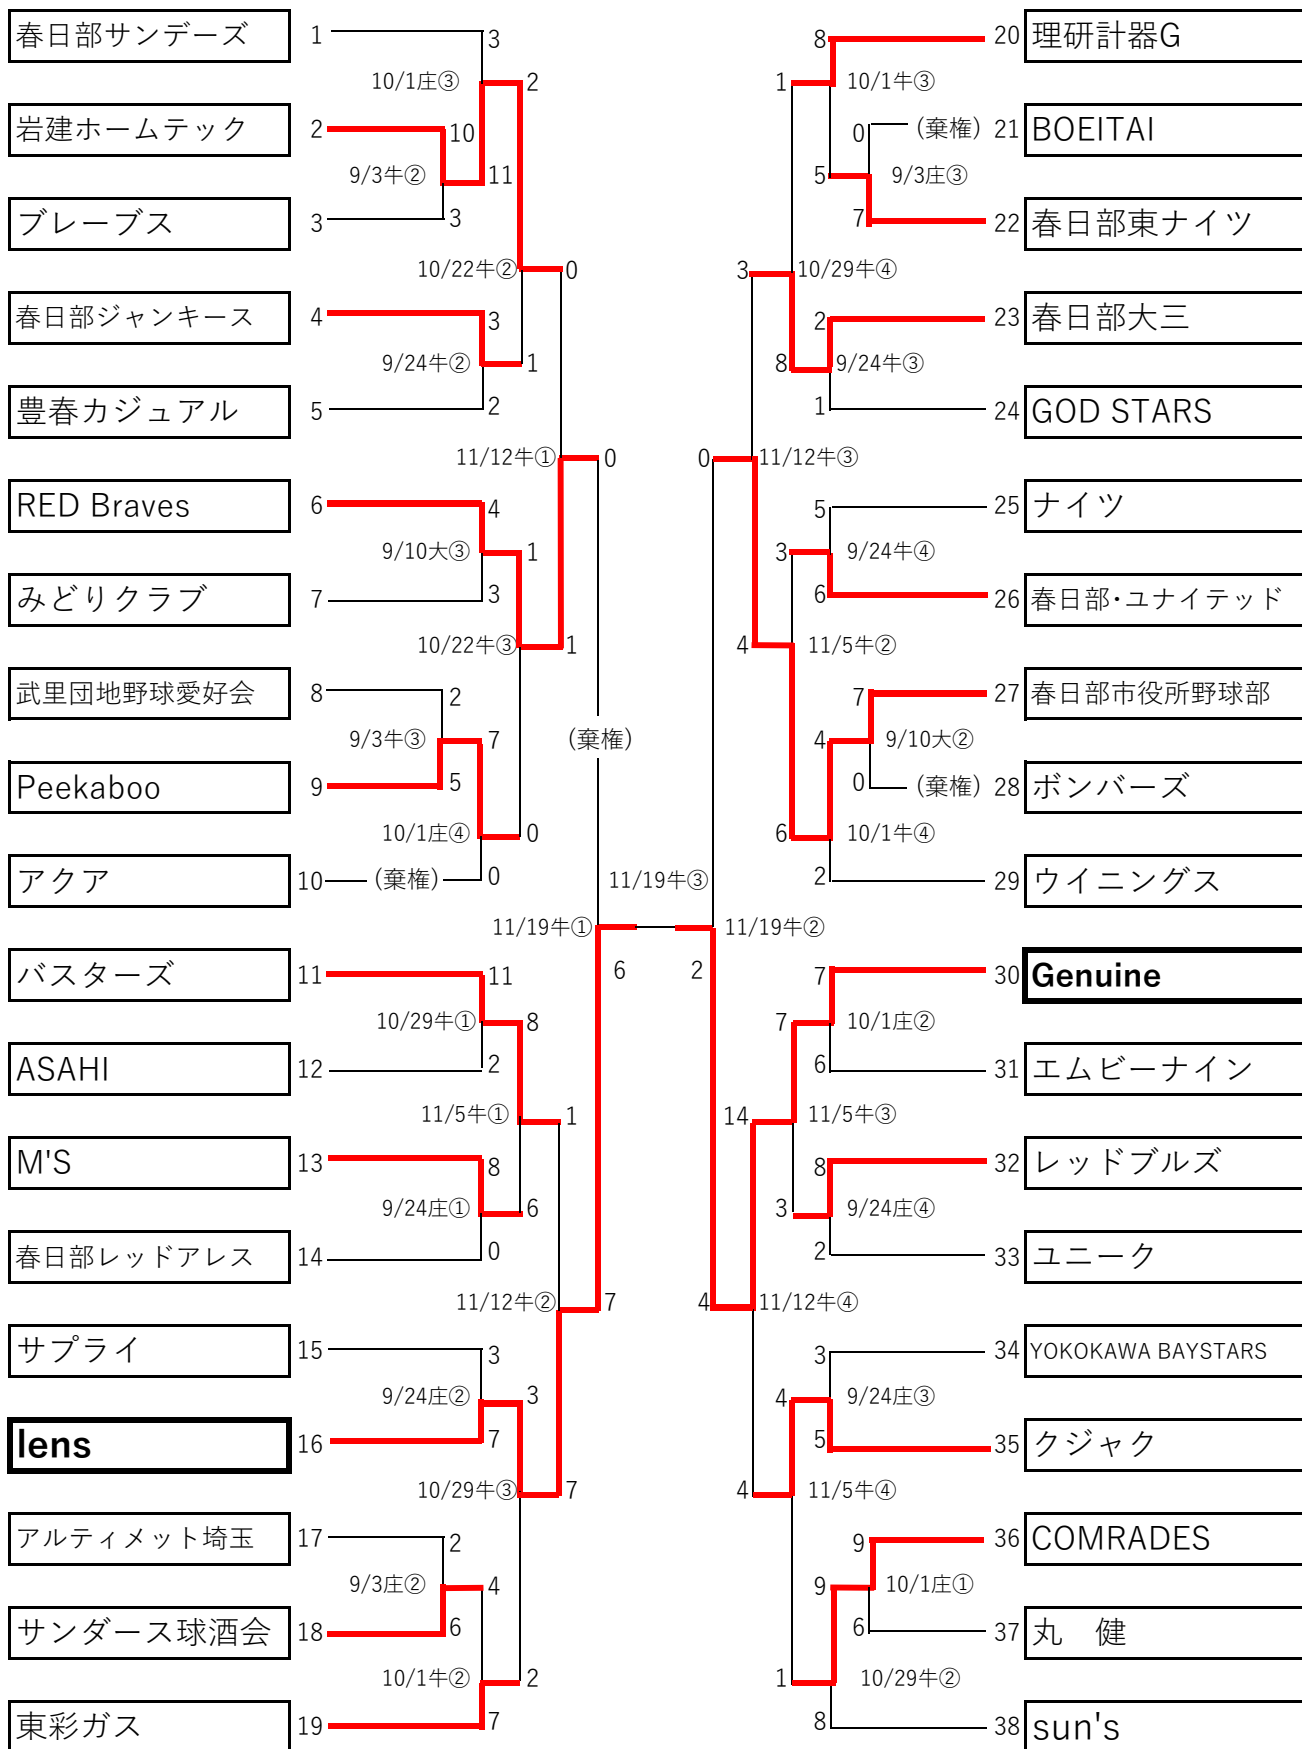 春日部サンデーズ 1 3 8 20 理研計器G
10/1庄③ 2 1 10/1牛③
岩建ホームテック 2 10 0 (棄権) 21 BOEITAI
9/3牛② 11 5 9/3庄③
ブレーブス 3 3 7 22 春日部東ナイツ
10/22牛② 0 3 10/29牛④
春日部ジャンキース 4 3 2 23 春日部大三
9/24牛② 1 8 9/24牛③
豊春カジュアル 5 2 1 24 GOD STARS
11/12牛① 0 0 11/12牛③
RED Braves 6 4 5 25 ナイツ
9/10大③ 1 3 9/24牛④
みどりクラブ 7 3 6 26 春日部・ユナイテッド
10/22牛③ 1 4 11/5牛②
武里団地野球愛好会 8 2 7 27 春日部市役所野球部
9/3牛③ 7 (棄権) 4 9/10大②
Peekaboo 9 5 0 (棄権) 28 ボンバーズ
10/1庄④ 0 6 10/1牛④
アクア 10 (棄権) 0 11/19牛③ 2 29 ウイニングス
11/19牛① 11/19牛②
バスターズ 11 11 6 2 7 30 Genuine
10/29牛① 8 7 10/1庄②
ASAHI 12 2 6 31 エムビーナイン
11/5牛① 1 14 11/5牛③
M'S 13 8 8 32 レッドブルズ
9/24庄① 6 3 9/24庄④
春日部レッドアレス 14 0 2 33 ユニーク
11/12牛② 7 4 11/12牛④
サプライ 15 3 3 34 YOKOKAWA BAYSTARS
9/24庄② 3 4 9/24庄③
lens 16 7 5 35 クジャク
10/29牛③ 7 4 11/5牛④
アルティメット埼玉 17 2 9 36 COMRADES
9/3庄② 4 9 10/1庄①
サンダース球酒会 18 6 6 37 丸　健
10/1牛② 2 1 10/29牛②
東彩ガス 19 7 8 38 sun's